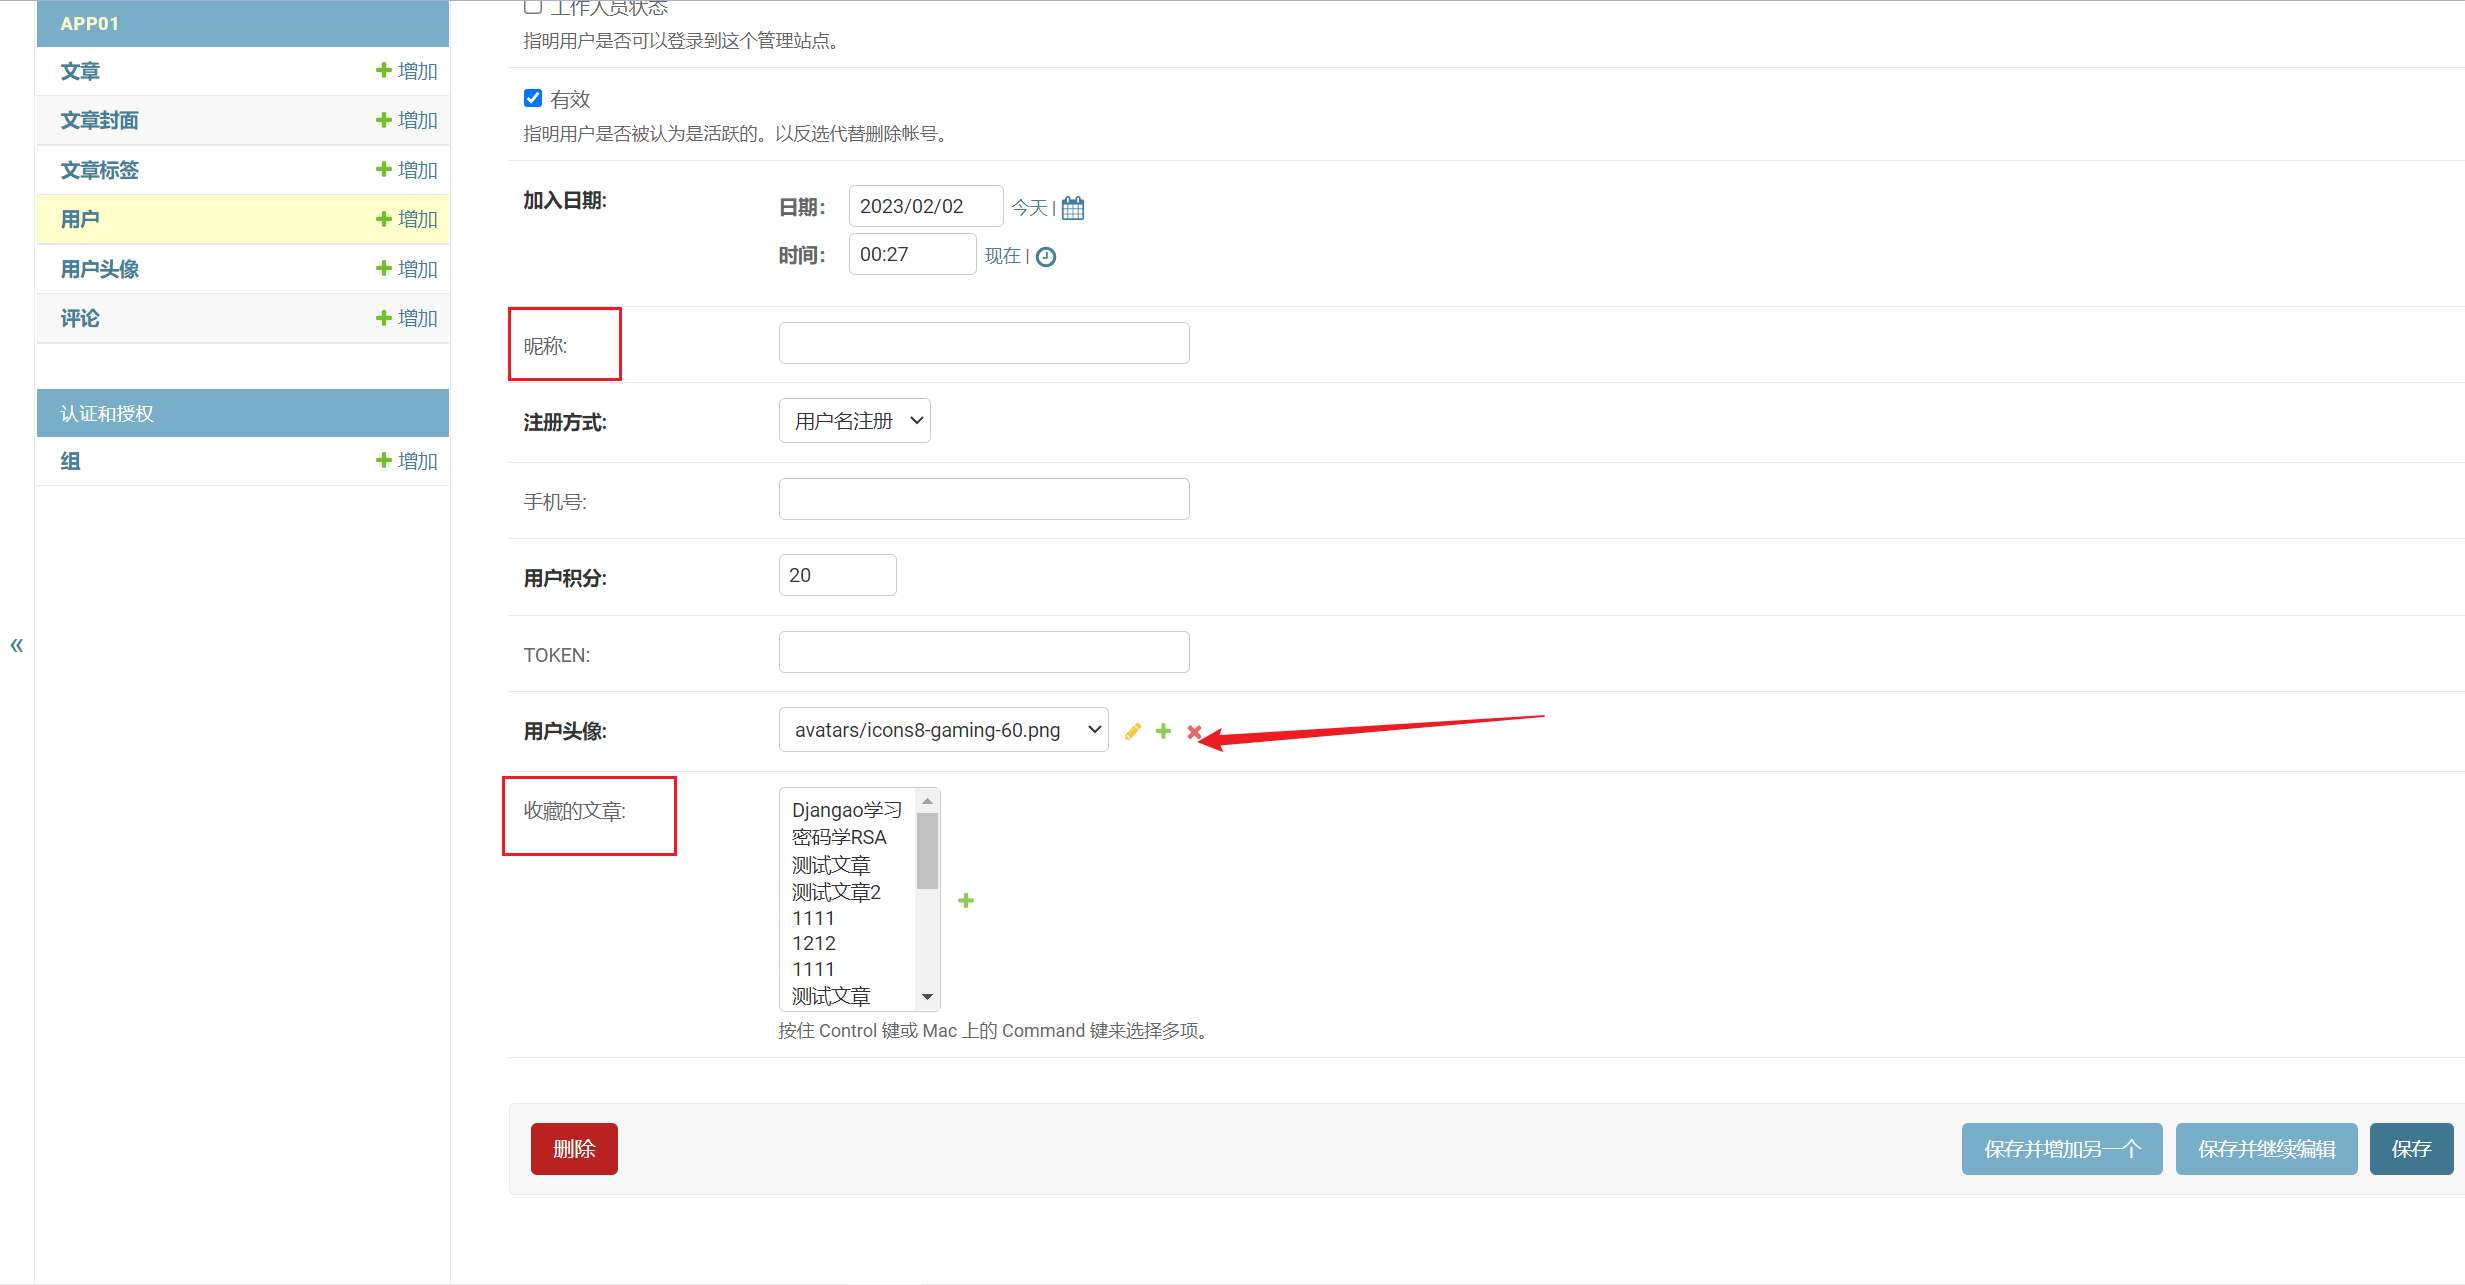 APP01
文章
增加
文章封面
增加
文章标签
增加
用户
增加
用户头像
增加
评论
增加
认证和授权
组
增加
«
工作人员状态
指明用户是否可以登录到这个管理站点。
有效
指明用户是否被认为是活跃的。以反选代替删除帐号。
加入日期:
日期: 2023/02/02 今天 |
时间: 00:27 现在 |
昵称:
注册方式: 用户名注册
手机号:
用户积分: 20
TOKEN:
用户头像: avatars/icons8-gaming-60.png
收藏的文章:
Djangao学习
密码学RSA
测试文章
测试文章2
1111
1212
1111
测试文章
按住 Control 键或 Mac 上的 Command 键来选择多项。
删除
保存并增加另一个
保存并继续编辑
保存